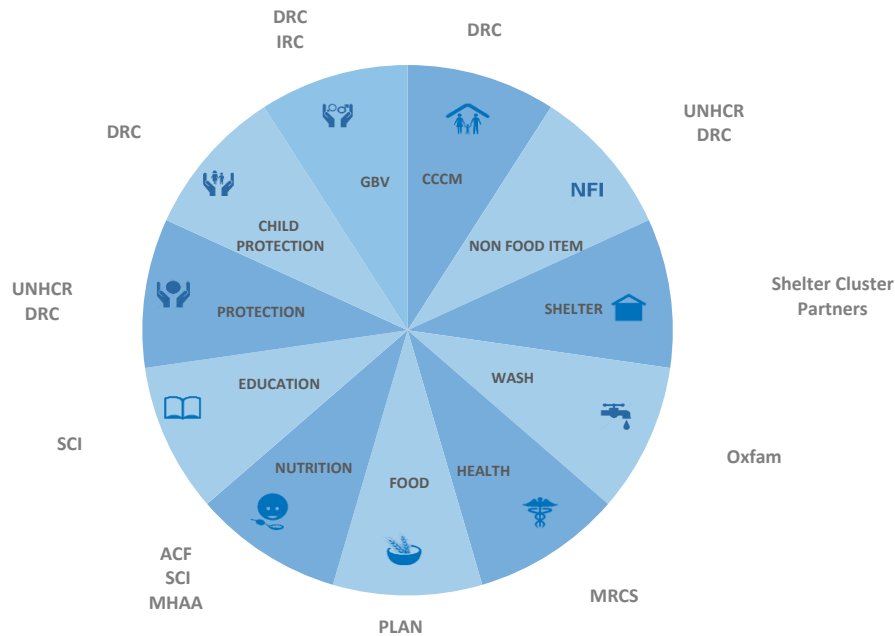 DRC
IRC
DRC
UNHCR
DRC
DRC
GBV
CCCM
NFI
CHILD
PROTECTION
NON FOOD ITEM
UNHCR
DRC
PROTECTION
SHELTER
Shelter Cluster
Partners
EDUCATION
WASH
SCI
Oxfam
NUTRITION
FOOD
HEALTH
ACF
SCI
MHAA
PLAN
MRCS